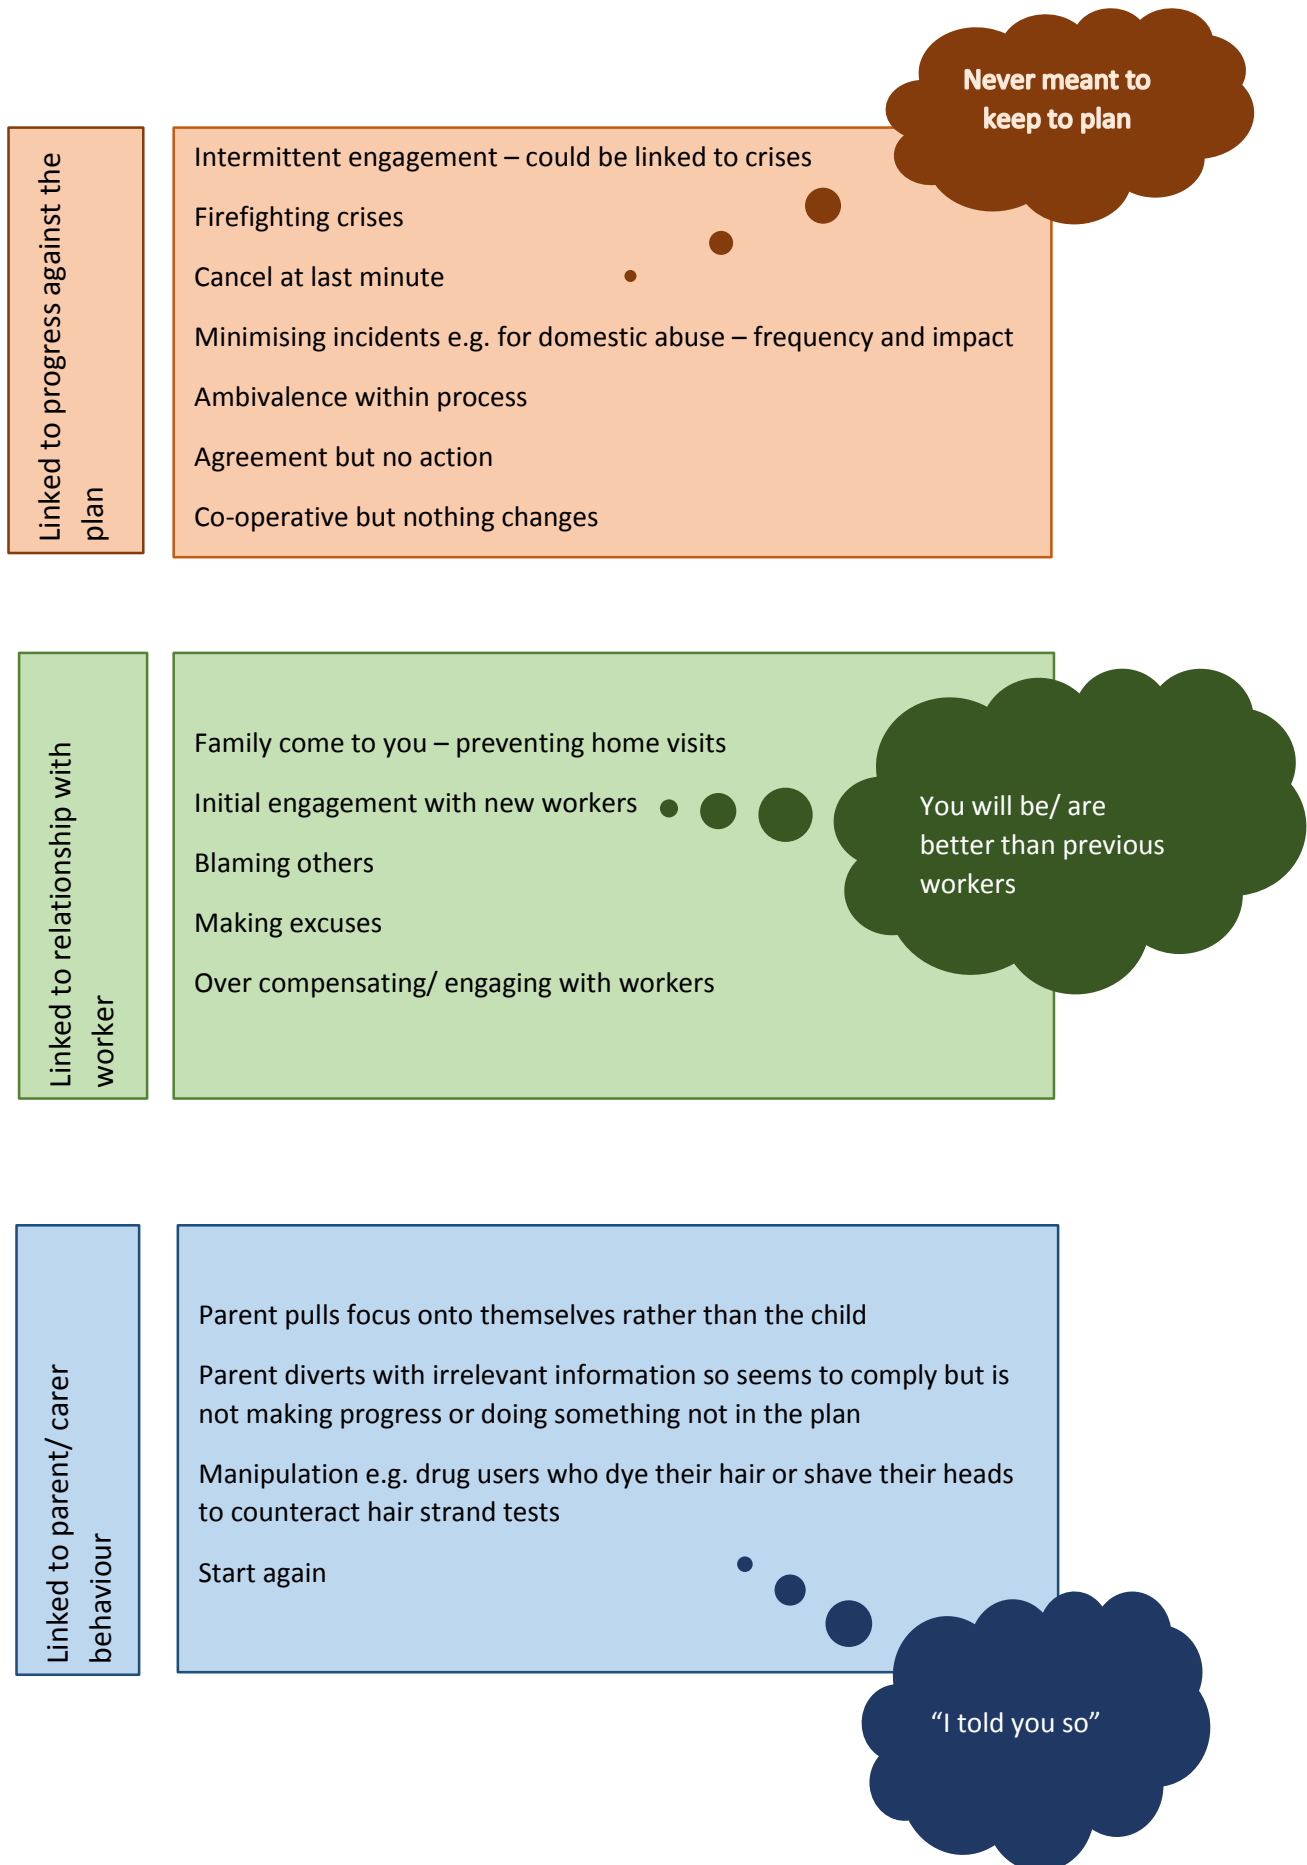 Never meant to
keep to plan
Linked to progress against the
plan
Intermittent engagement – could be linked to crises
Firefighting crises
Cancel at last minute
Minimising incidents e.g. for domestic abuse – frequency and impact
Ambivalence within process
Agreement but no action
Co-operative but nothing changes
Linked to relationship with
worker
Family come to you – preventing home visits
Initial engagement with new workers
Blaming others
Making excuses
Over compensating/ engaging with workers
You will be/ are
better than previous
workers
Linked to parent/ carer
behaviour
Parent pulls focus onto themselves rather than the child
Parent diverts with irrelevant information so seems to comply but is
not making progress or doing something not in the plan
Manipulation e.g. drug users who dye their hair or shave their heads
to counteract hair strand tests
Start again
“I told you so”